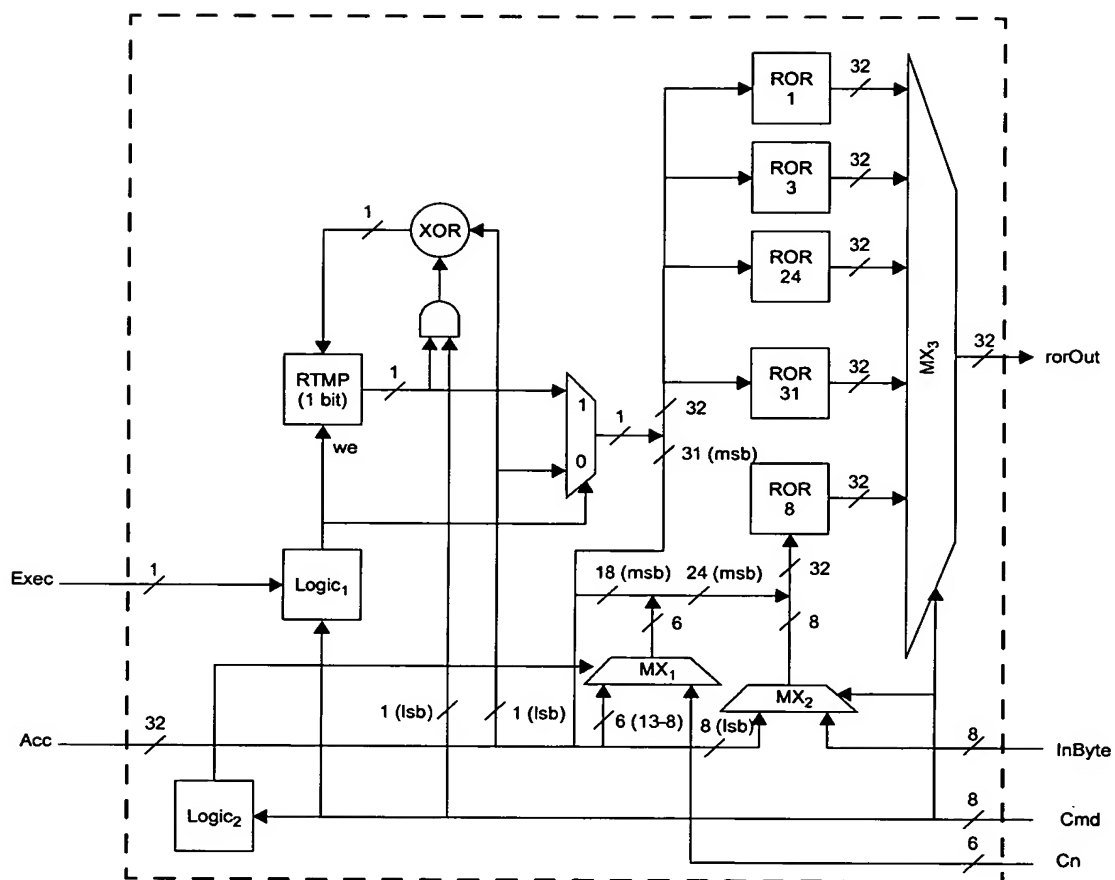 32
ROR
1
32
ROR
3
1
XOR
32
ROR
24
MX3
32
rorOut
RTMP
(1 bit)
1
we
1
0
1
32
31 (msb)
ROR
31
32
ROR
8
32
Exec
1
Logic1
18 (msb)
24 (msb)
32
6
8
MX1
MX2
1 (lsb)
1 (lsb)
6 (13–8)
8 (lsb)
Acc
32
8
InByte
Logic2
8
Cmd
6
Cn